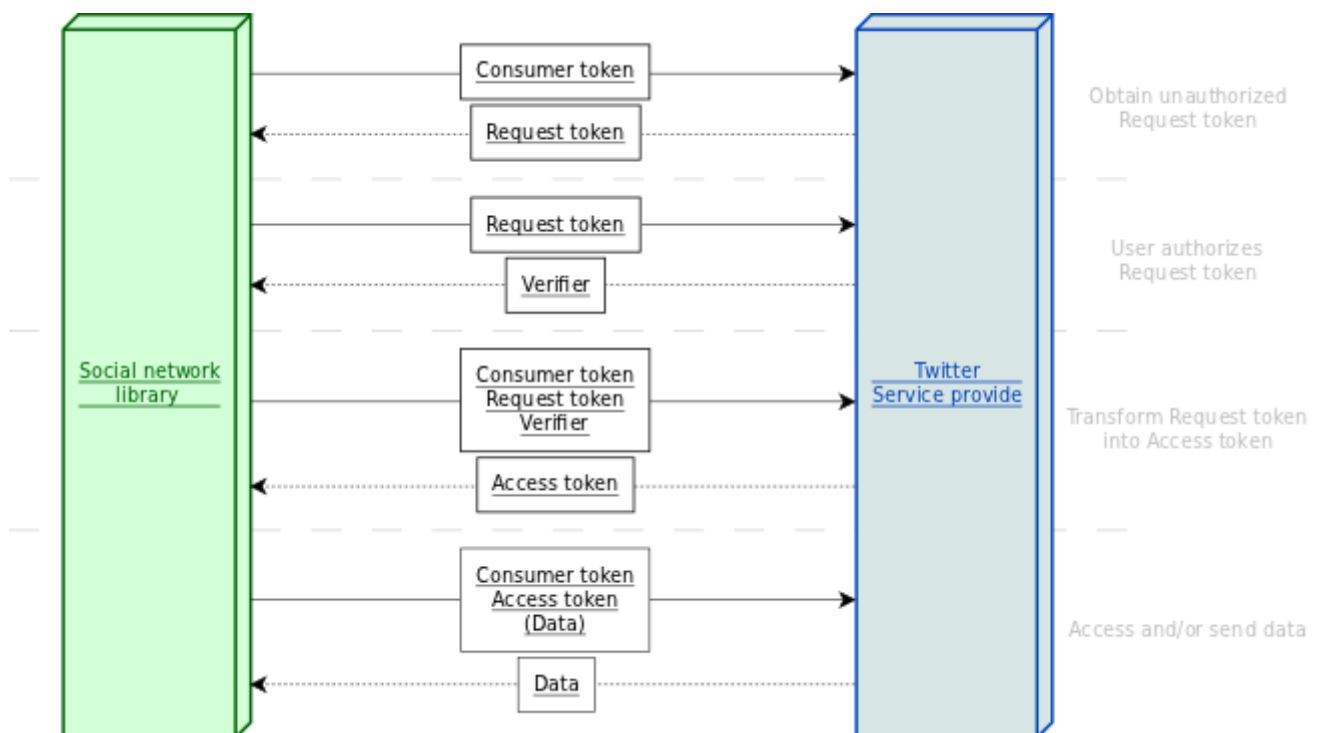 Consumer token
Obtain unauthorized
Request token
Request token
Request token
User authorizes
Request token
Verifier
Social network
library
Consumer token
Request token
Verifier
Twitter
Service provide
Transform Request token
into Access token
Access token
Consumer token
Access token
(Data)
Access and/or send data
Data